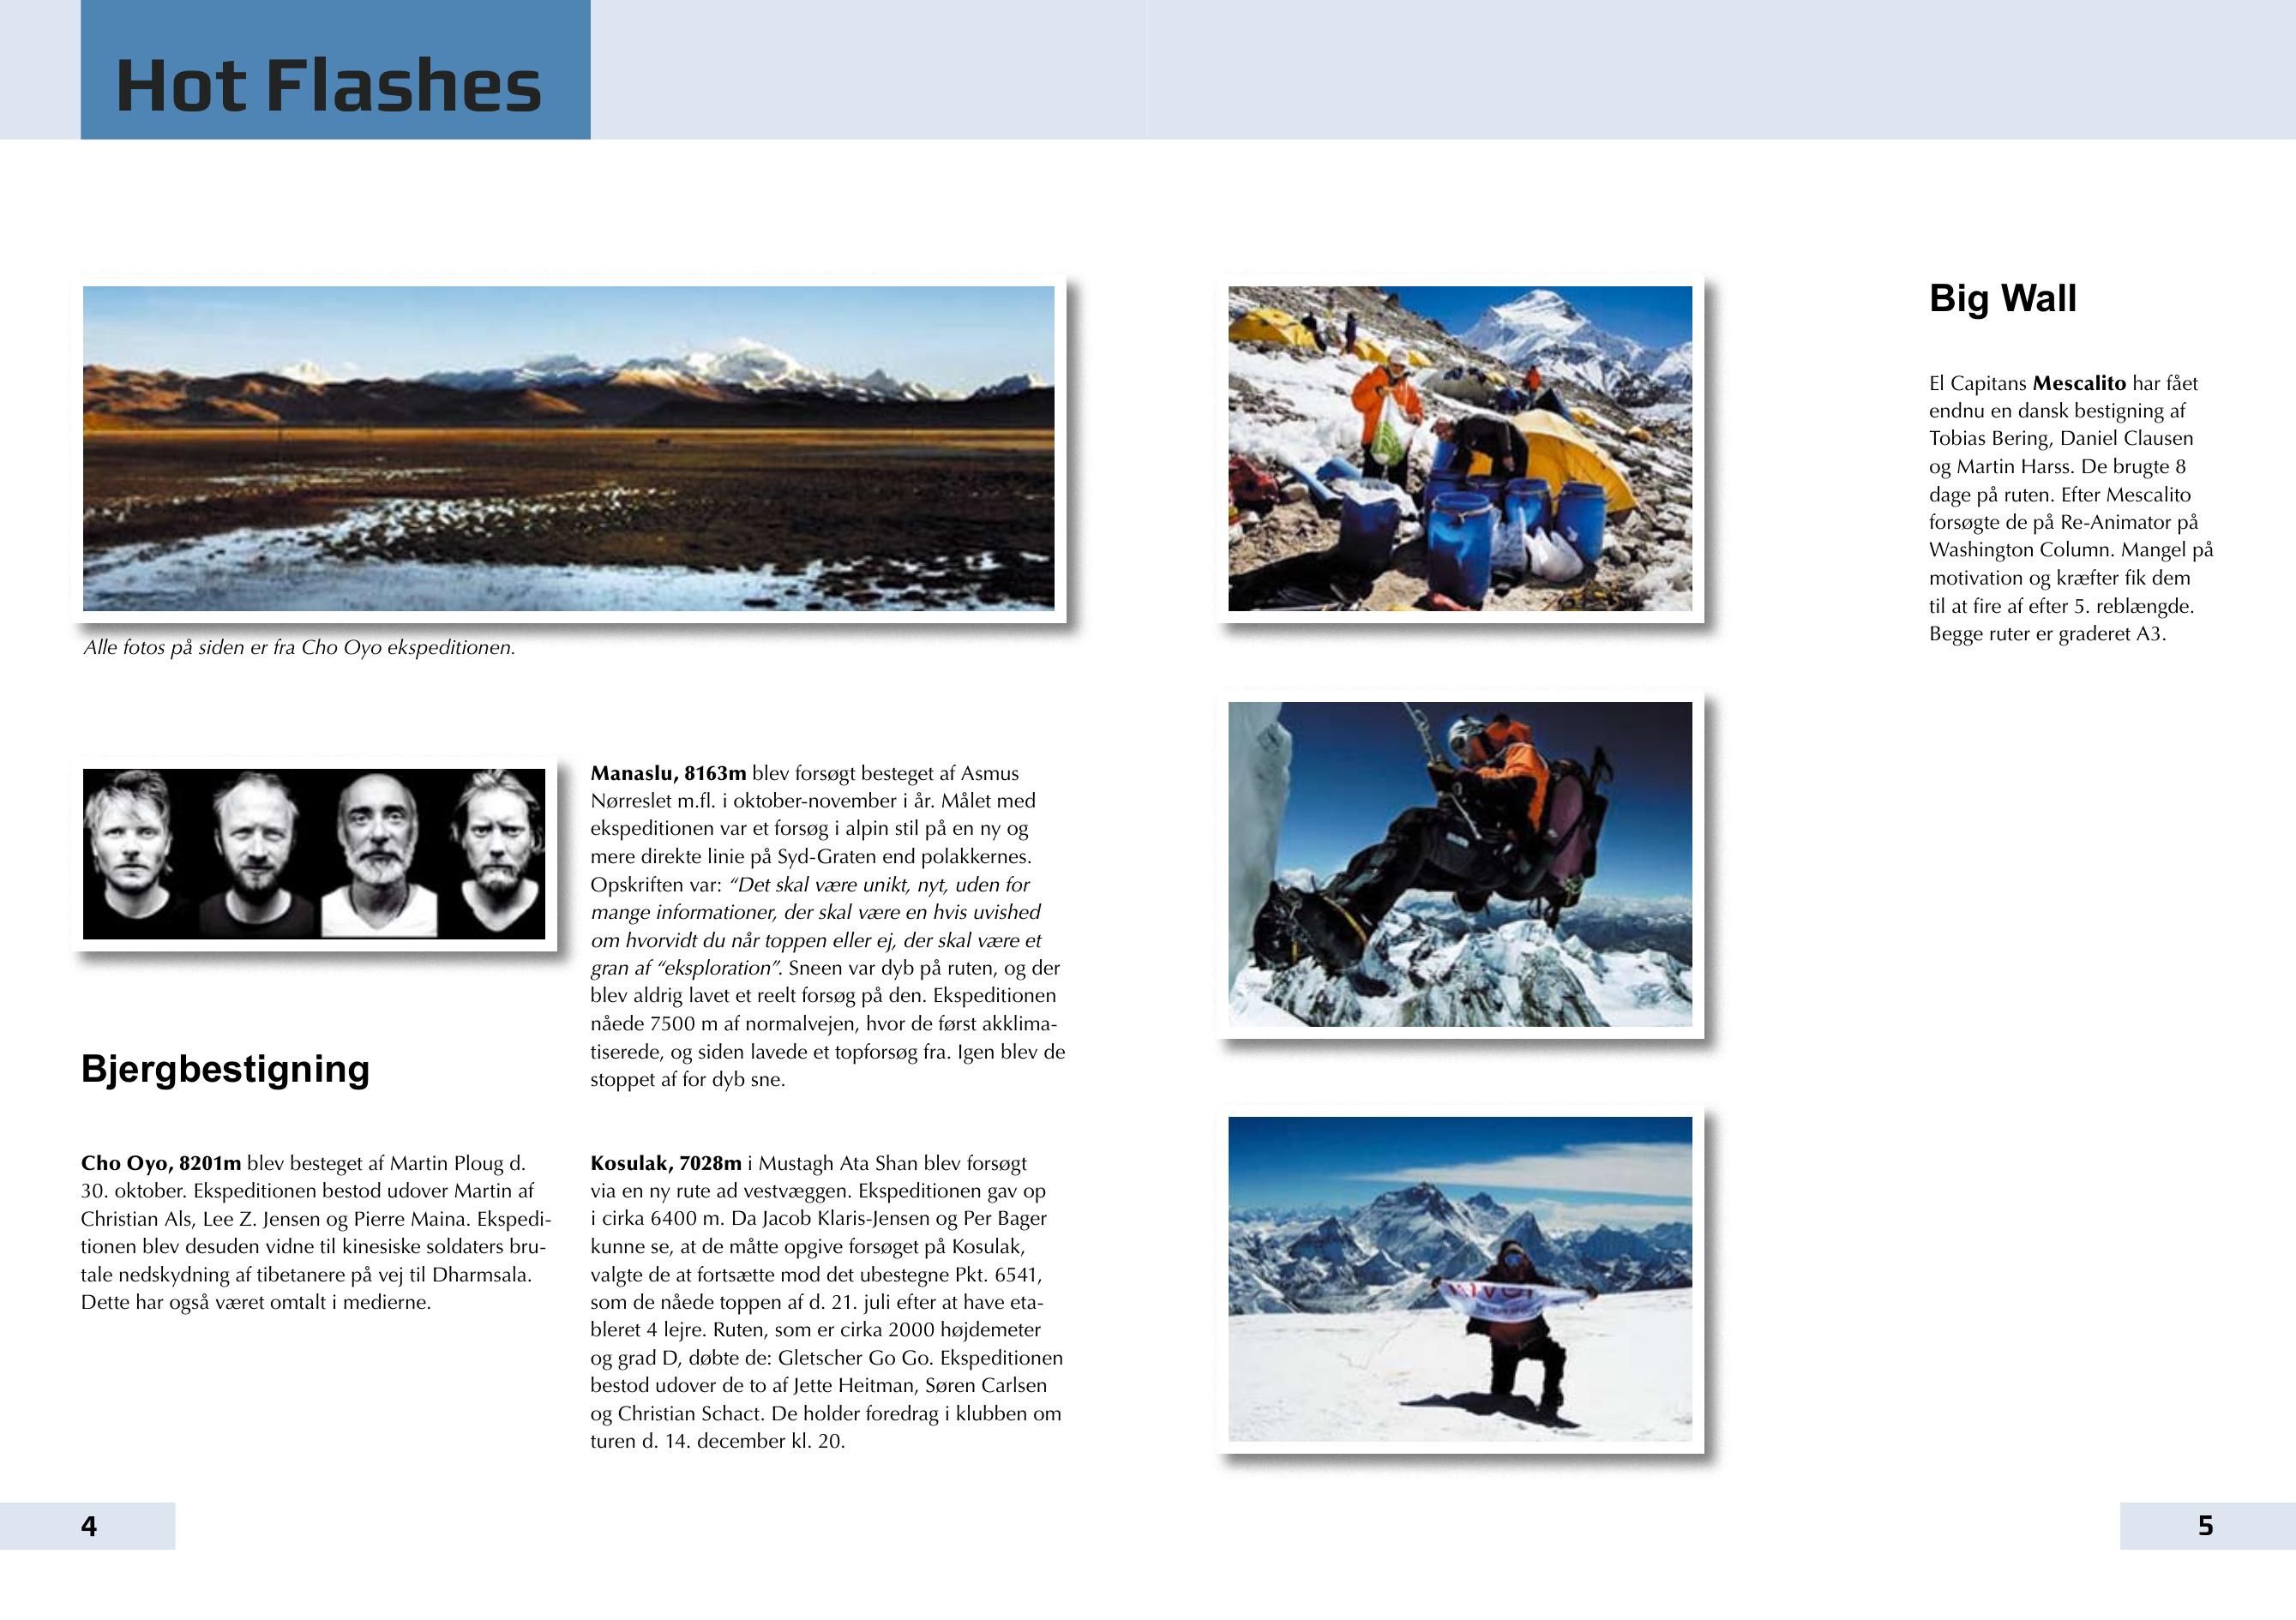 Hot Flashes
Alle fotos på siden er fra Cho Oyo ekspeditionen.
Bjergbestigning
Cho Oyo, 8201m blev besteget af Martin Ploug d.
30. oktober. Ekspeditionen bestod udover Martin af
Christian Als, Lee Z. Jensen og Pierre Maina. Ekspedi-
tionen blev desuden vidne til kinesiske soldaters bru-
tale nedskydning af tibetanere på vej til Dharmsala.
Dette har også været omtalt i medierne.
Manaslu, 8163m blev forsøgt besteget af Asmus
Nørreslet m.fl. i oktober-november i år. Målet med
ekspeditionen var et forsøg i alpin stil på en ny og
mere direkte linie på Syd-Graten end polakkernes.
Opskriften var: “Det skal være unikt, nyt, uden for
mange informationer, der skal være en hvis uvished
om hvorvidt du når toppen eller ej, der skal være et
gran af “eksploration”. Sneen var dyb på ruten, og der
blev aldrig lavet et reelt forsøg på den. Ekspeditionen
nåede 7500 m af normalvejen, hvor de først akklima-
tiserede, og siden lavede et topforsøg fra. Igen blev de
stoppet af for dyb sne.
Kosulak, 7028m i Mustagh Ata Shan blev forsøgt
via en ny rute ad vestvæggen. Ekspeditionen gav op
i cirka 6400 m. Da Jacob Klaris-Jensen og Per Bager
kunne se, at de måtte opgive forsøget på Kosulak,
valgte de at fortsætte mod det ubestegne Pkt. 6541,
som de nåede toppen af d. 21. juli efter at have eta-
bleret 4 lejre. Ruten, som er cirka 2000 højdemeter
og grad D, døbte de: Gletscher Go Go. Ekspeditionen
bestod udover de to af Jette Heitman, Søren Carlsen
og Christian Schact. De holder foredrag i klubben om
turen d. 14. december kl. 20.
Big Wall
El Capitans Mescalito har fået
endnu en dansk bestigning af
Tobias Bering, Daniel Clausen
og Martin Harss. De brugte 8
dage på ruten. Efter Mescalito
forsøgte de på Re-Animator på
Washington Column. Mangel på
motivation og kræfter fik dem
til at fire af efter 5. reblængde.
Begge ruter er graderet A3.
4
5